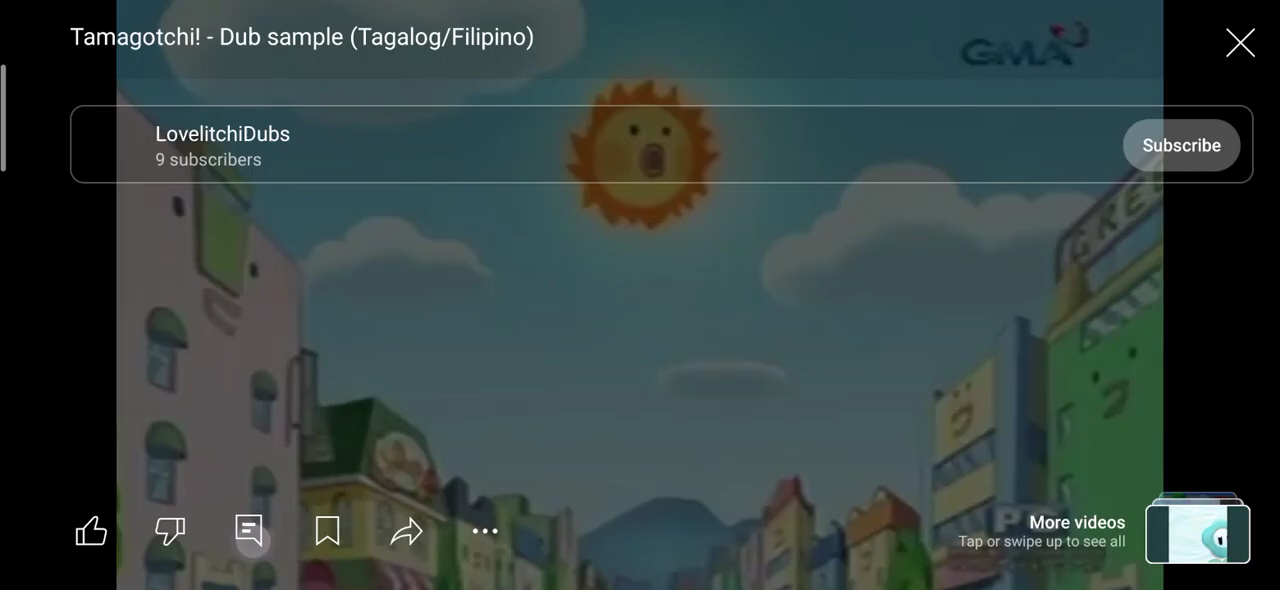 Tamagotchi! - Dub sample (Tagalog/Filipino)
GMA
LovelitchiDubs
9 subscribers
Subscribe
GREE
More videos
Tap or swipe up to see all